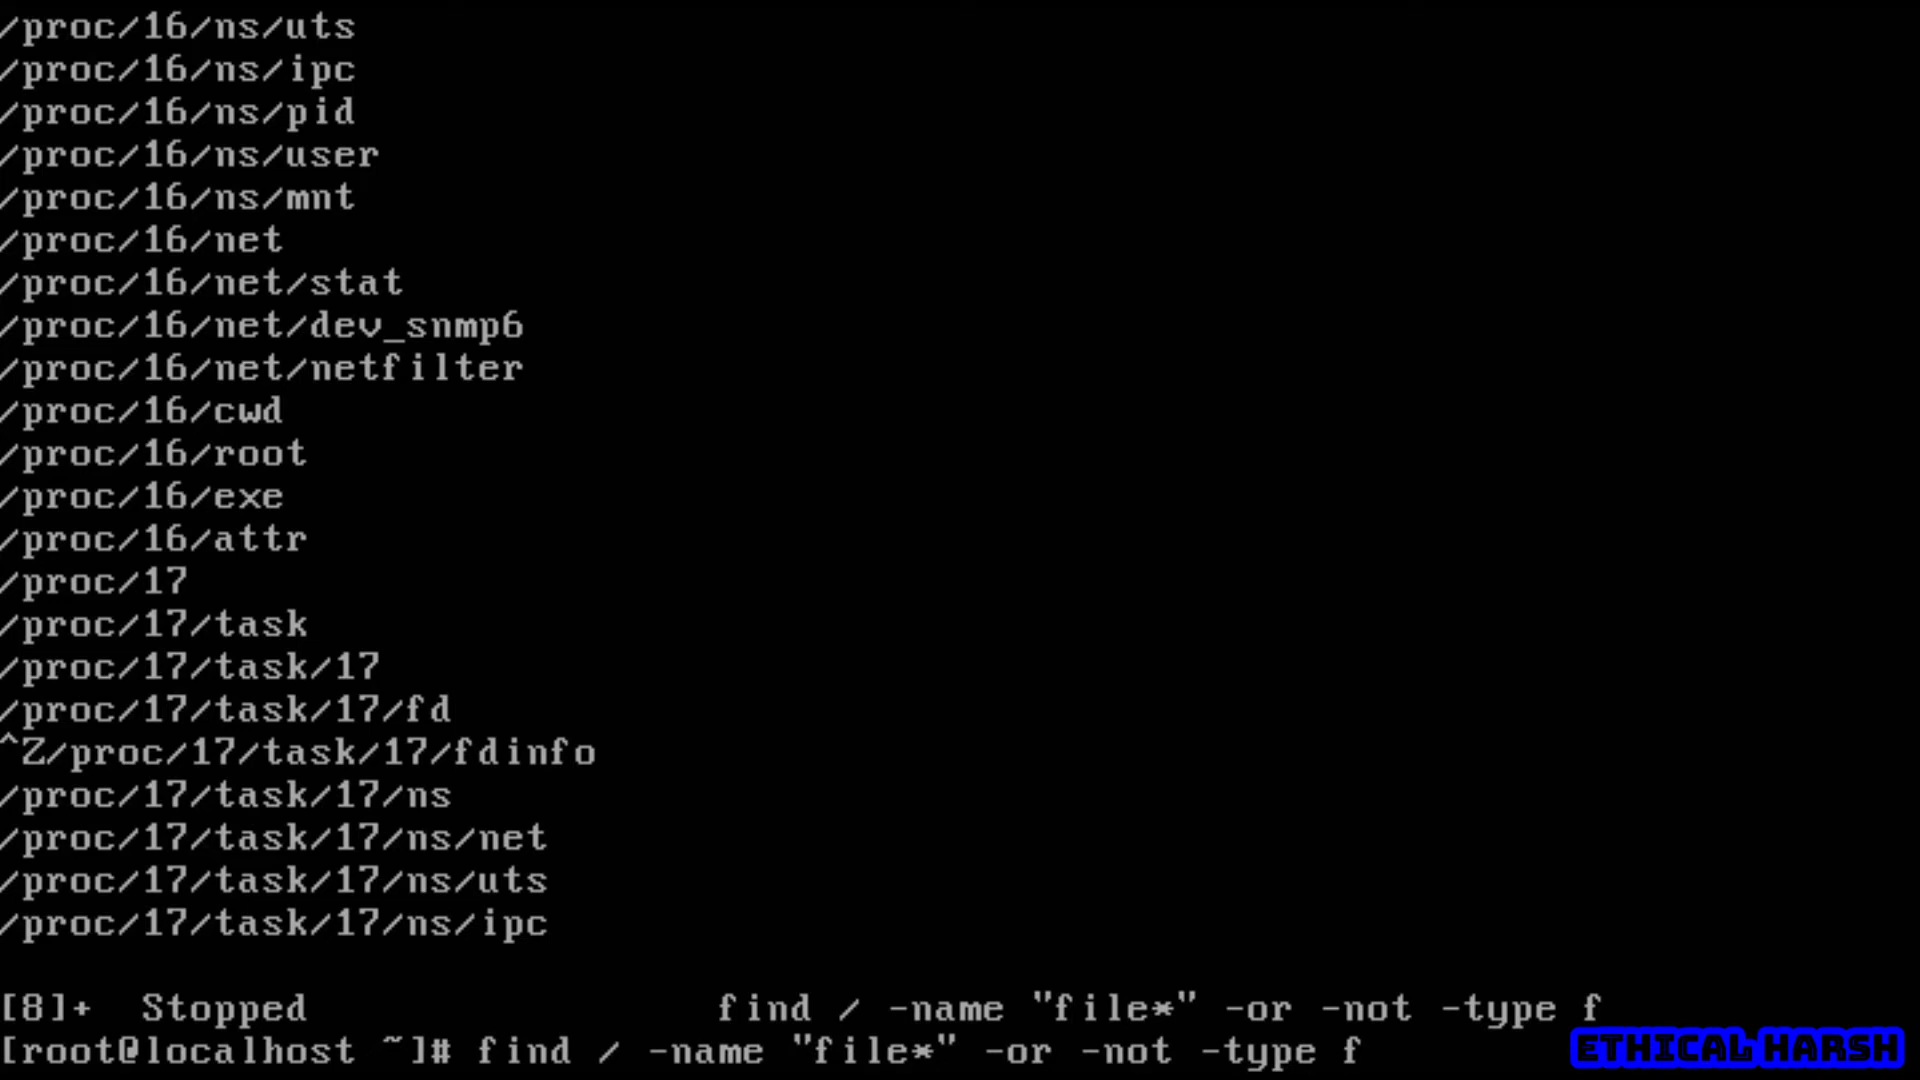 /proc/16/ns/uts
/proc/16/ns/ipc
/proc/16/ns/pid
/proc/16/ns/user
/proc/16/ns/mnt
/proc/16/net
/proc/16/net/stat
/proc/16/net/dev_snmp6
/proc/16/net/netfilter
/proc/16/cwd
/proc/16/root
/proc/16/exe
/proc/16/attr
/proc/17
/proc/17/task
/proc/17/task/17
/proc/17/task/17/fd
^Z/proc/17/task/17/fdinfo
/proc/17/task/17/ns
/proc/17/task/17/ns/net
/proc/17/task/17/ns/uts
/proc/17/task/17/ns/ipc
[8]+  Stopped                 find / -name "file*" -or -not -type f
[root@localhost ~]# find / -name "file*" -or -not -type f
ETHICAL HARSH